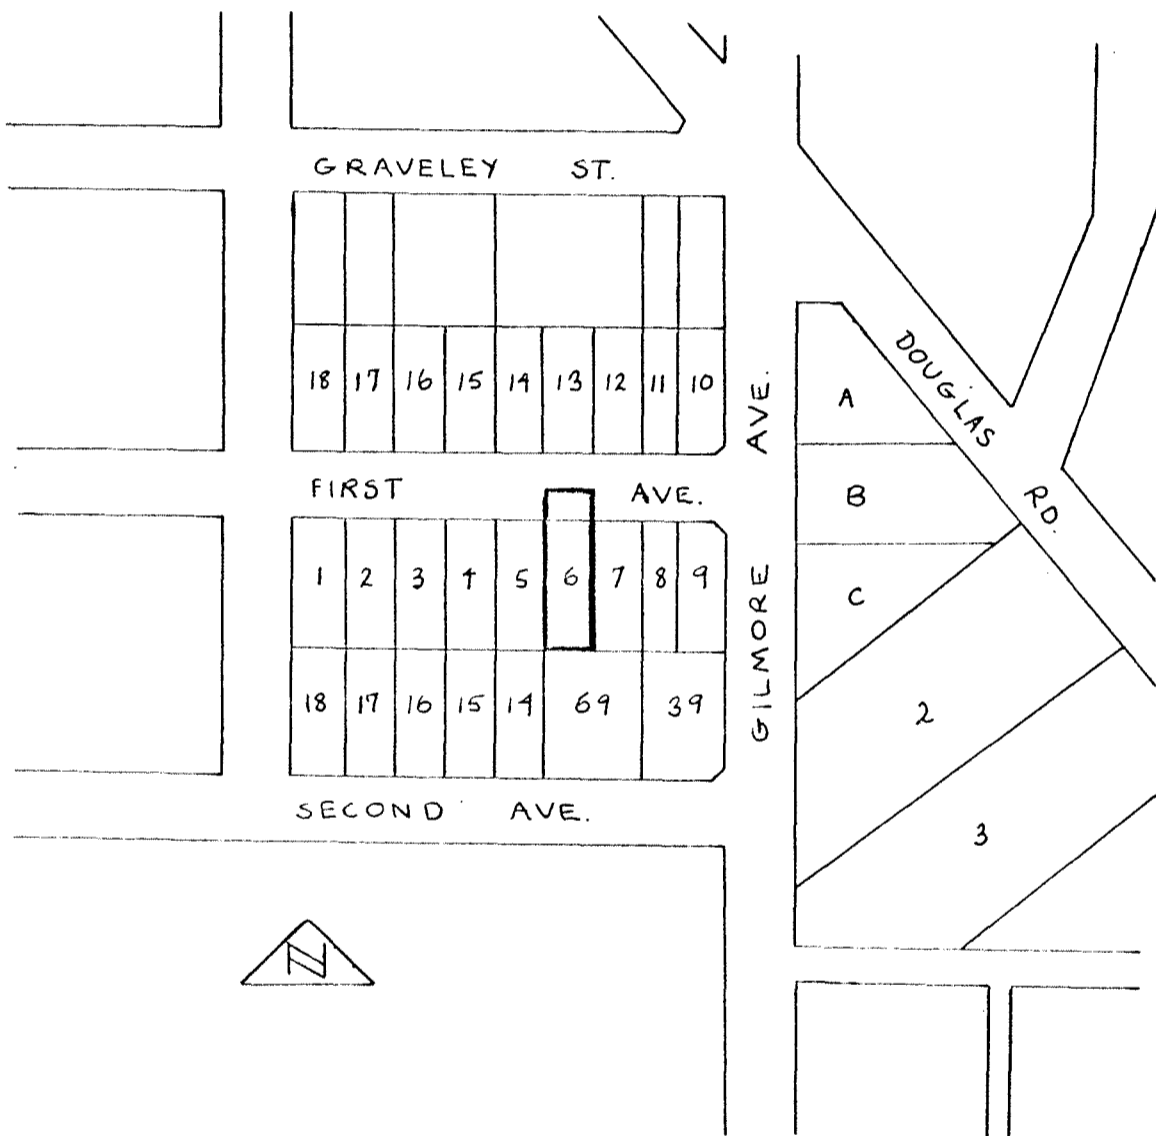 GRAVELEY ST.
18 17 16 15 14 13 12 11 10
FIRST AVE.
1 2 3 4 5 6 7 8 9
18 17 16 15 14 69 39
SECOND AVE.
GILMORE AVE.
DOUGLAS RD.
A
B
C
2
3
N